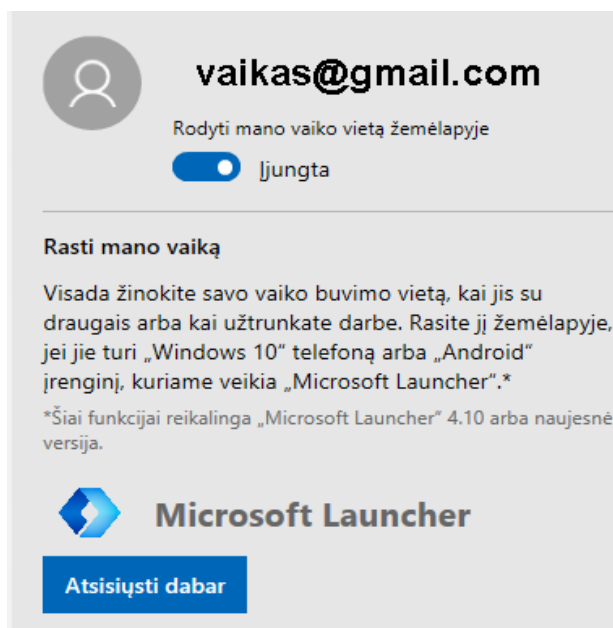 vaikas@gmail.com
Rodyti mano vaiko vietą žemėlapyje
Įjungta
Rasti mano vaiką
Visada žinokite savo vaiko buvimo vietą, kai jis su
draugais arba kai užtrunkate darbe. Rasite jį žemėlapyje,
jei jie turi „Windows 10“ telefoną arba „Android“
įrenginį, kuriame veikia „Microsoft Launcher“.*
*Šiai funkcijai reikalinga „Microsoft Launcher“ 4.10 arba naujesnė
versija.
Microsoft Launcher
Atsisiųsti dabar